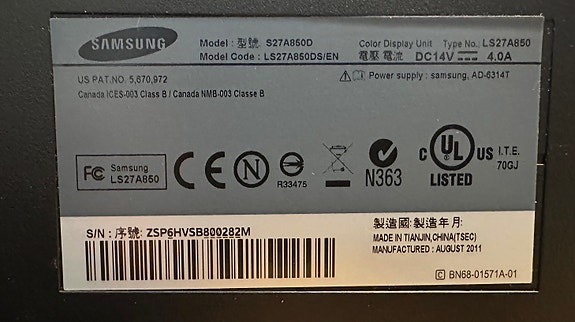 SAMSUNG
Model : 型號: S27A850D
Model Code : LS27A850DS/EN
Color Display Unit Type No.: LS27A850
電壓 電流 DC14V 4.0A
US PAT.NO. 5,670,972
Canada ICES-003 Class B / Canada NMB-003 Classe B
Power supply : samsung, AD-6314T
FC Samsung
LS27A850
CE
N
R33475
N363
C UL US
LISTED
I.T.E.
70GJ
S/N : 序號: ZSP6HVSB800282M
製造國:製造年月:
MADE IN TIANJIN,CHINA(TSEC)
MANUFACTURED : AUGUST 2011
C BN68-01571A-01